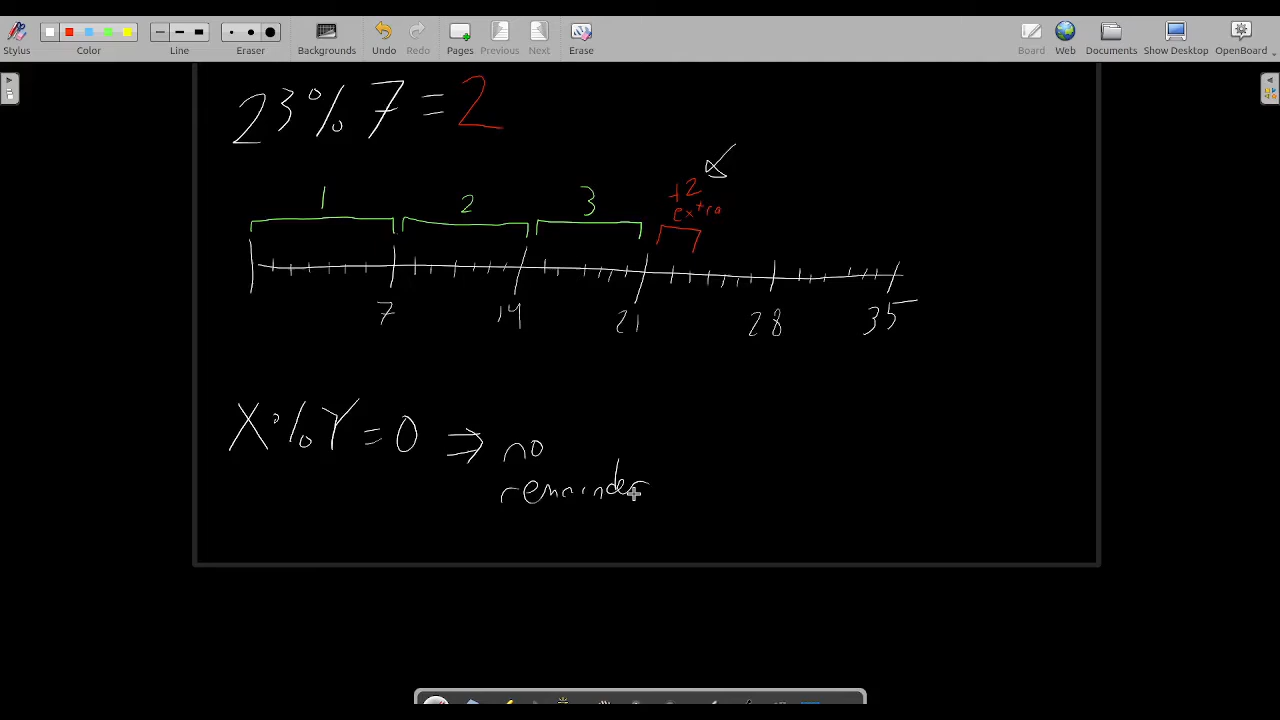 Stylus Color Line Eraser Backgrounds Undo Redo Pages Previous Next Erase Board Web Documents Show Desktop OpenBoard
23%7=2
+2
1 2 3 extra
7 14 21 28 35
X%Y=0 ⇒ no
remainder